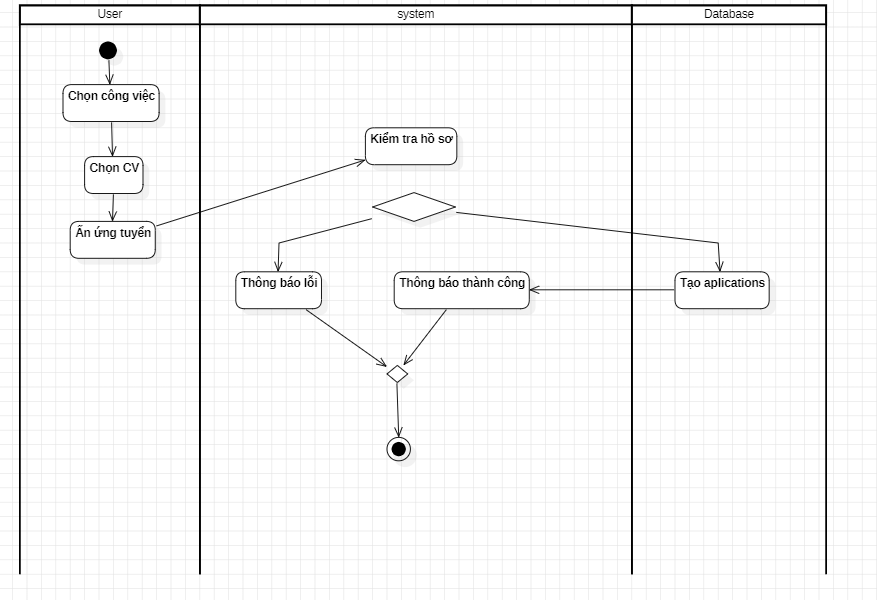 User
system
Database
Chọn công việc
Kiểm tra hồ sơ
Chọn CV
Ấn ứng tuyển
Thông báo lỗi
Thông báo thành công
Tạo aplications